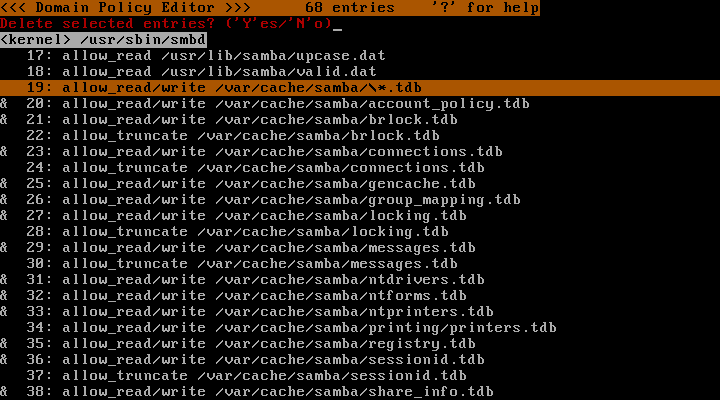 <<< Domain Policy Editor >>>      68 entries    '?' for help
Delete selected entries? ('Y'es/'N'o)_
<kernel> /usr/sbin/smbd
   17: allow_read /usr/lib/samba/upcase.dat
   18: allow_read /usr/lib/samba/valid.dat
   19: allow_read/write /var/cache/samba/\*.tdb
&  20: allow_read/write /var/cache/samba/account_policy.tdb
&  21: allow_read/write /var/cache/samba/brlock.tdb
   22: allow_truncate /var/cache/samba/brlock.tdb
&  23: allow_read/write /var/cache/samba/connections.tdb
   24: allow_truncate /var/cache/samba/connections.tdb
&  25: allow_read/write /var/cache/samba/gencache.tdb
&  26: allow_read/write /var/cache/samba/group_mapping.tdb
&  27: allow_read/write /var/cache/samba/locking.tdb
   28: allow_truncate /var/cache/samba/locking.tdb
&  29: allow_read/write /var/cache/samba/messages.tdb
   30: allow_truncate /var/cache/samba/messages.tdb
&  31: allow_read/write /var/cache/samba/ntdrivers.tdb
&  32: allow_read/write /var/cache/samba/ntforms.tdb
&  33: allow_read/write /var/cache/samba/ntprinters.tdb
   34: allow_read/write /var/cache/samba/printing/printers.tdb
&  35: allow_read/write /var/cache/samba/registry.tdb
&  36: allow_read/write /var/cache/samba/sessionid.tdb
   37: allow_truncate /var/cache/samba/sessionid.tdb
&  38: allow_read/write /var/cache/samba/share_info.tdb